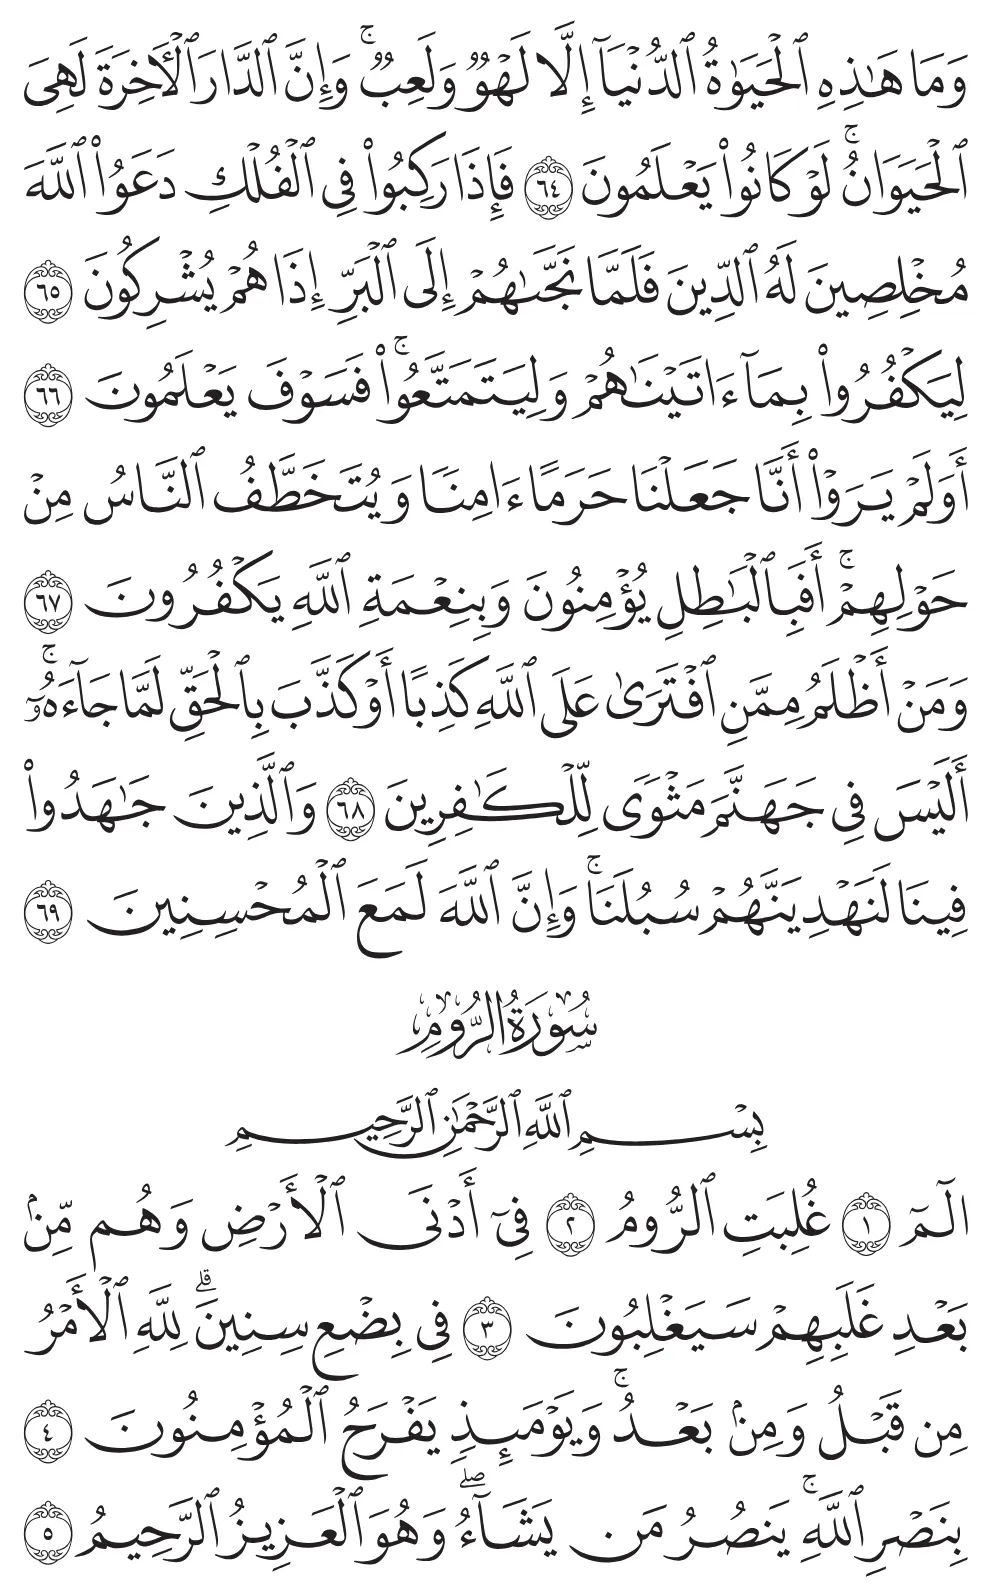 وَمَا هَـٰذِهِ ٱلْحَيَوٰةُ ٱلدُّنْيَآ إِلَّا لَهْوٌ وَلَعِبٌ ۚ وَإِنَّ ٱلدَّارَ ٱلْـَٔاخِرَةَ لَهِىَ
ٱلْحَيَوَانُ ۚ لَوْ كَانُوا۟ يَعْلَمُونَ ٦٤ فَإِذَا رَكِبُوا۟ فِى ٱلْفُلْكِ دَعَوُا۟ ٱللَّهَ
مُخْلِصِينَ لَهُ ٱلدِّينَ فَلَمَّا نَجَّىٰهُمْ إِلَى ٱلْبَرِّ إِذَا هُمْ يُشْرِكُونَ ٦٥
لِيَكْفُرُوا۟ بِمَآ ءَاتَيْنَـٰهُمْ وَلِيَتَمَتَّعُوا۟ ۚ فَسَوْفَ يَعْلَمُونَ ٦٦
أَوَلَمْ يَرَوْا۟ أَنَّا جَعَلْنَا حَرَمًا ءَامِنًا وَيُتَخَطَّفُ ٱلنَّاسُ مِنْ
حَوْلِهِمْ ۚ أَفَبِٱلْبَـٰطِلِ يُؤْمِنُونَ وَبِنِعْمَةِ ٱللَّهِ يَكْفُرُونَ ٦٧
وَمَنْ أَظْلَمُ مِمَّنِ ٱفْتَرَىٰ عَلَى ٱللَّهِ كَذِبًا أَوْ كَذَّبَ بِٱلْحَقِّ لَمَّا جَآءَهُۥٓ ۚ
أَلَيْسَ فِى جَهَنَّمَ مَثْوًى لِّلْكَـٰفِرِينَ ٦٨ وَٱلَّذِينَ جَـٰهَدُوا۟
فِينَا لَنَهْدِيَنَّهُمْ سُبُلَنَا ۚ وَإِنَّ ٱللَّهَ لَمَعَ ٱلْمُحْسِنِينَ ٦٩
سُورَةُ الرُّومِ
بِسْمِ ٱللَّهِ ٱلرَّحْمَـٰنِ ٱلرَّحِيمِ
الٓمٓ ١ غُلِبَتِ ٱلرُّومُ ٢ فِىٓ أَدْنَى ٱلْأَرْضِ وَهُم مِّنۢ
بَعْدِ غَلَبِهِمْ سَيَغْلِبُونَ ٣ فِى بِضْعِ سِنِينَ ۗ لِلَّهِ ٱلْأَمْرُ
مِن قَبْلُ وَمِنۢ بَعْدُ ۚ وَيَوْمَئِذٍ يَفْرَحُ ٱلْمُؤْمِنُونَ ٤
بِنَصْرِ ٱللَّهِ ۚ يَنصُرُ مَن يَشَآءُ ۖ وَهُوَ ٱلْعَزِيزُ ٱلرَّحِيمُ ٥